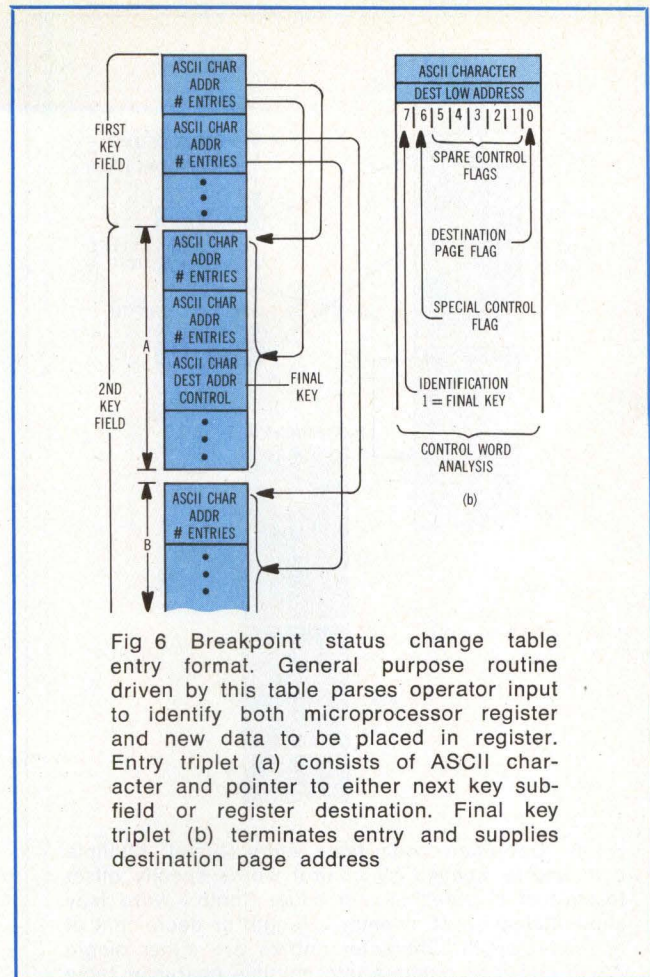 ASCII CHAR
ADDR
# ENTRIES
ASCII CHAR
ADDR
# ENTRIES
FIRST
KEY
FIELD
ASCII CHAR
ADDR
# ENTRIES
ASCII CHAR
ADDR
# ENTRIES
ASCII CHAR
DEST ADDR
CONTROL
FINAL
KEY
A
2ND
KEY
FIELD
ASCII CHAR
ADDR
# ENTRIES
B
ASCII CHARACTER
DEST LOW ADDRESS
7 6 5 4 3 2 1 0
SPARE CONTROL
FLAGS
DESTINATION
PAGE FLAG
SPECIAL CONTROL
FLAG
IDENTIFICATION
1 = FINAL KEY
CONTROL WORD
ANALYSIS
(b)
Fig 6 Breakpoint status change table
entry format. General purpose routine
driven by this table parses operator input
to identify both microprocessor register
and new data to be placed in register.
Entry triplet (a) consists of ASCII char-
acter and pointer to either next key sub-
field or register destination. Final key
triplet (b) terminates entry and supplies
destination page address